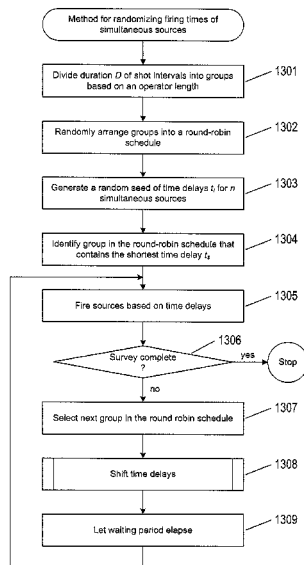 Method for randomizing firing times of
simultaneous sources
1301
Divide duration D of shot intervals into groups
based on an operator length
1302
Randomly arrange groups into a round-robin
schedule
1303
Generate a random seed of time delays ti for n
simultaneous sources
1304
Identify group in the round-robin schedule that
contains the shortest time delay ts
1305
Fire sources based on time delays
1306
Survey complete
?
yes
Stop
no
1307
Select next group in the round robin schedule
1308
Shift time delays
1309
Let waiting period elapse